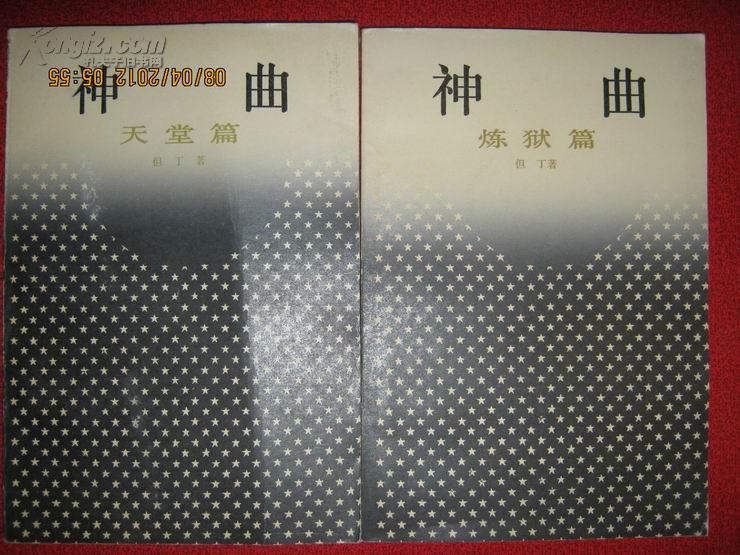 Kongfz.com
孔夫子旧书网
08/04/2012 05:55
神 曲
天堂篇
但 丁 著
神 曲
炼狱篇
但 丁著